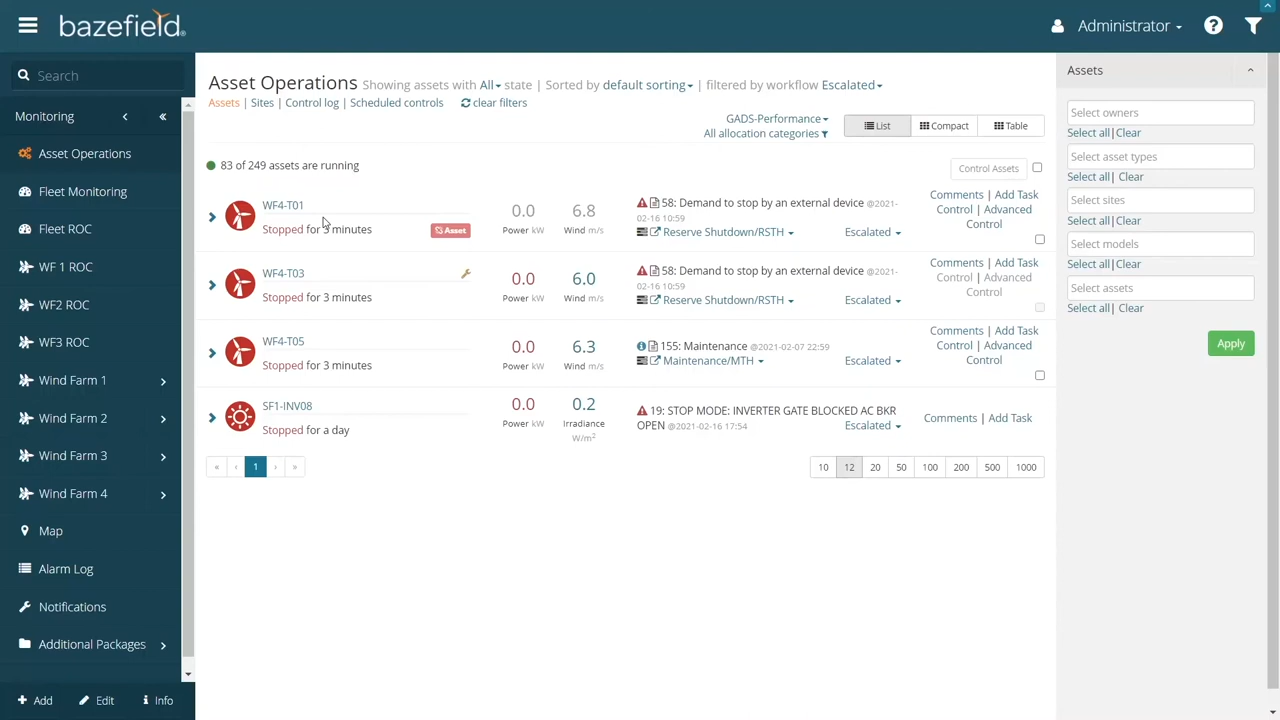 bazefield®
Administrator
Search
Monitoring
Asset Operations
Fleet Monitoring
Fleet ROC
WF 1 ROC
WF2 ROC
WF3 ROC
Wind Farm 1
Wind Farm 2
Wind Farm 3
Wind Farm 4
Map
Alarm Log
Notifications
Additional Packages
Add
Edit
Info
Asset Operations Showing assets with All state | Sorted by default sorting | filtered by workflow Escalated
Assets | Sites | Control log | Scheduled controls clear filters
GADS-Performance
All allocation categories
List
Compact
Table
83 of 249 assets are running
Control Assets
WF4-T01
Stopped for 3 minutes
Asset
0.0
Power kW
6.8
Wind m/s
58: Demand to stop by an external device @2021-
02-16 10:59
Reserve Shutdown/RSTH
Escalated
Comments | Add Task
Control | Advanced
Control
WF4-T03
Stopped for 3 minutes
0.0
Power kW
6.0
Wind m/s
58: Demand to stop by an external device @2021-
02-16 10:59
Reserve Shutdown/RSTH
Escalated
Comments | Add Task
Control | Advanced
Control
WF4-T05
Stopped for 3 minutes
0.0
Power kW
6.3
Wind m/s
155: Maintenance @2021-02-07 22:59
Maintenance/MTH
Escalated
Comments | Add Task
Control | Advanced
Control
SF1-INV08
Stopped for a day
0.0
Power kW
0.2
Irradiance
W/m²
19: STOP MODE: INVERTER GATE BLOCKED AC BKR
OPEN @2021-02-16 17:54
Escalated
Comments | Add Task
« ‹ 1 › »
10 12 20 50 100 200 500 1000
Assets
Select owners
Select all|Clear
Select asset types
Select all| Clear
Select sites
Select all|Clear
Select models
Select all|Clear
Select assets
Select all| Clear
Apply